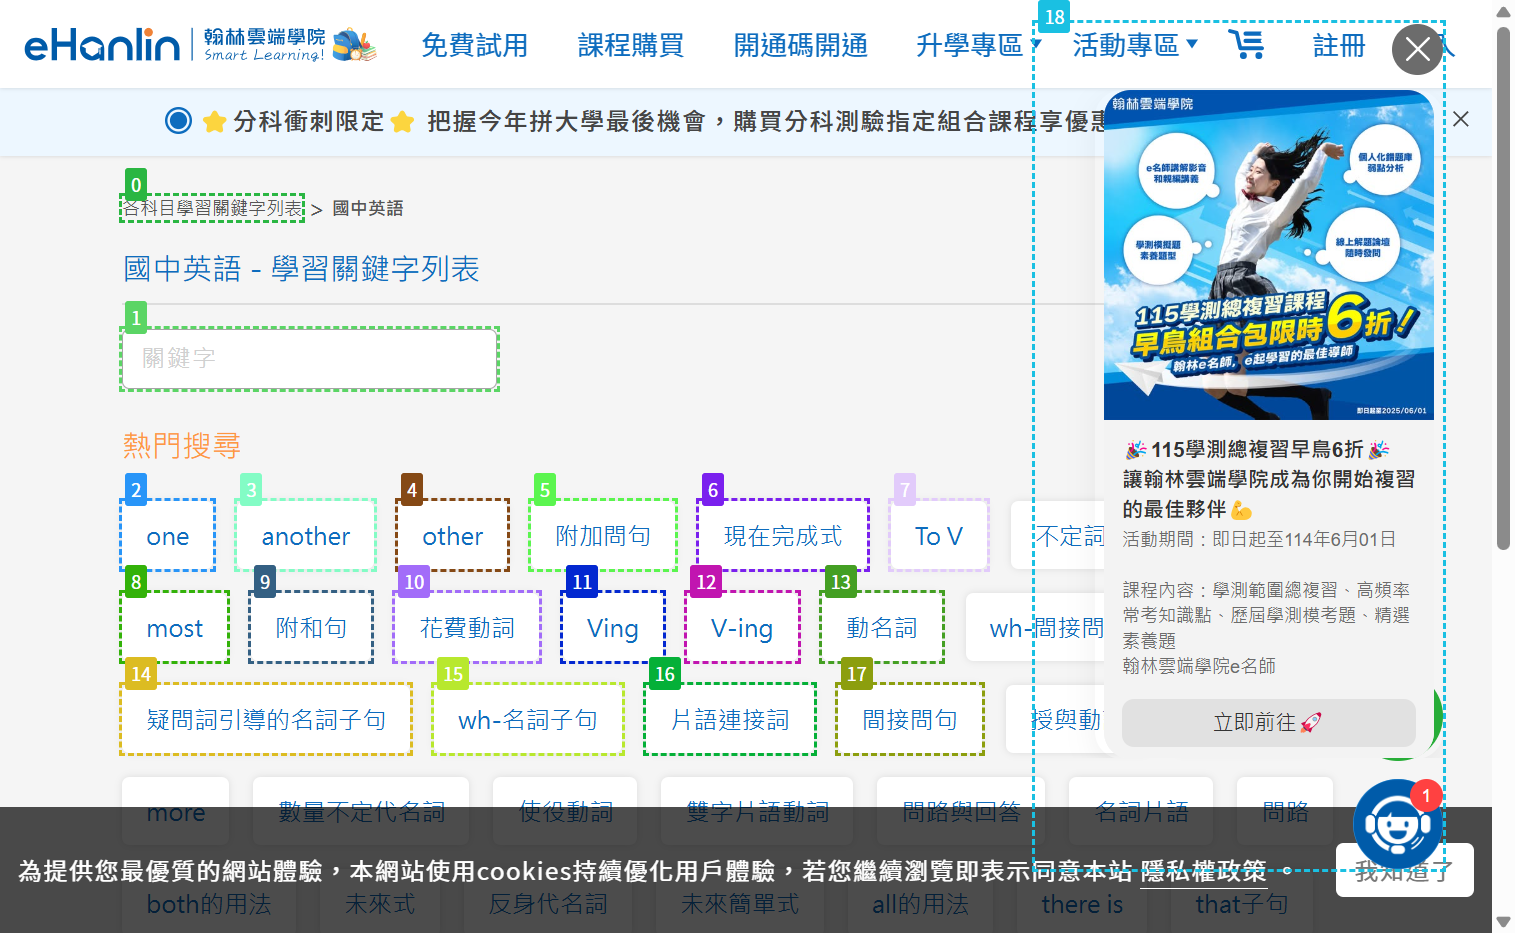 eHanlin 翰林雲端學院 Smart Learning!
免費試用 課程購買 開通碼開通 升學專區 活動專區 註冊
分科衝刺限定 把握今年拼大學最後機會，購買分科測驗指定組合課程享優惠
各科目學習關鍵字列表 > 國中英語
國中英語 - 學習關鍵字列表
關鍵字
熱門搜尋
one another other 附加問句 現在完成式 To V 不定詞
most 附和句 花費動詞 Ving V-ing 動名詞 wh-間接問
疑問詞引導的名詞子句 wh-名詞子句 片語連接詞 間接問句 授與動
more 數量不定代名詞 使役動詞 雙字片語動詞 問路與回答 名詞片語 問路
both的用法 未來式 反身代名詞 未來簡單式 all的用法 there is that子句
0
1
2 3 4 5 6 7
8 9 10 11 12 13
14 15 16 17
18
翰林雲端學院
e名師講解影音
和親編講義
個人化錯題庫
弱點分析
學測模擬題
素養題型
線上解題論壇
隨時發問
115學測總複習課程
早鳥組合包限時6折！
翰林e名師，e起學習的最佳導師
即日起至2025/06/01
115學測總複習早鳥6折
讓翰林雲端學院成為你開始複習
的最佳夥伴
活動期間：即日起至114年6月01日
課程內容：學測範圍總複習、高頻率
常考知識點、歷屆學測模考題、精選
素養題
翰林雲端學院e名師
立即前往
1
為提供您最優質的網站體驗，本網站使用cookies持續優化用戶體驗，若您繼續瀏覽即表示同意本站 隱私權政策 。
我知道了